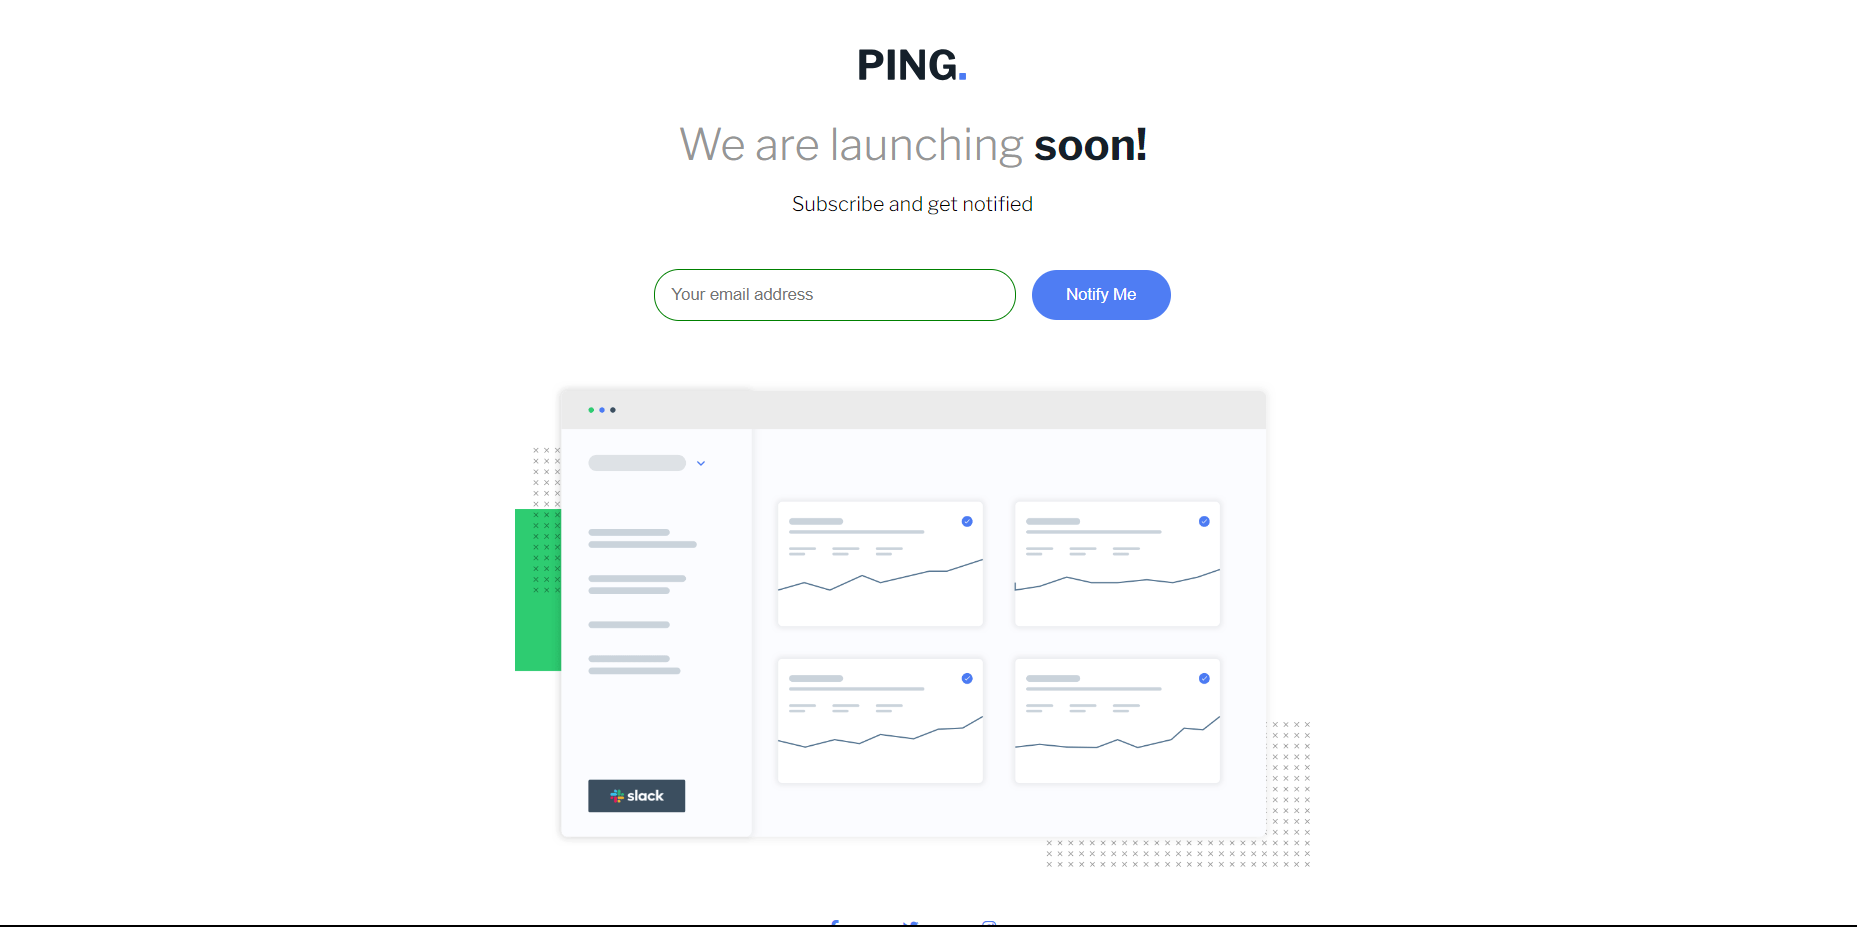 PING.
We are launching soon!
Subscribe and get notified
Your email address
Notify Me
slack